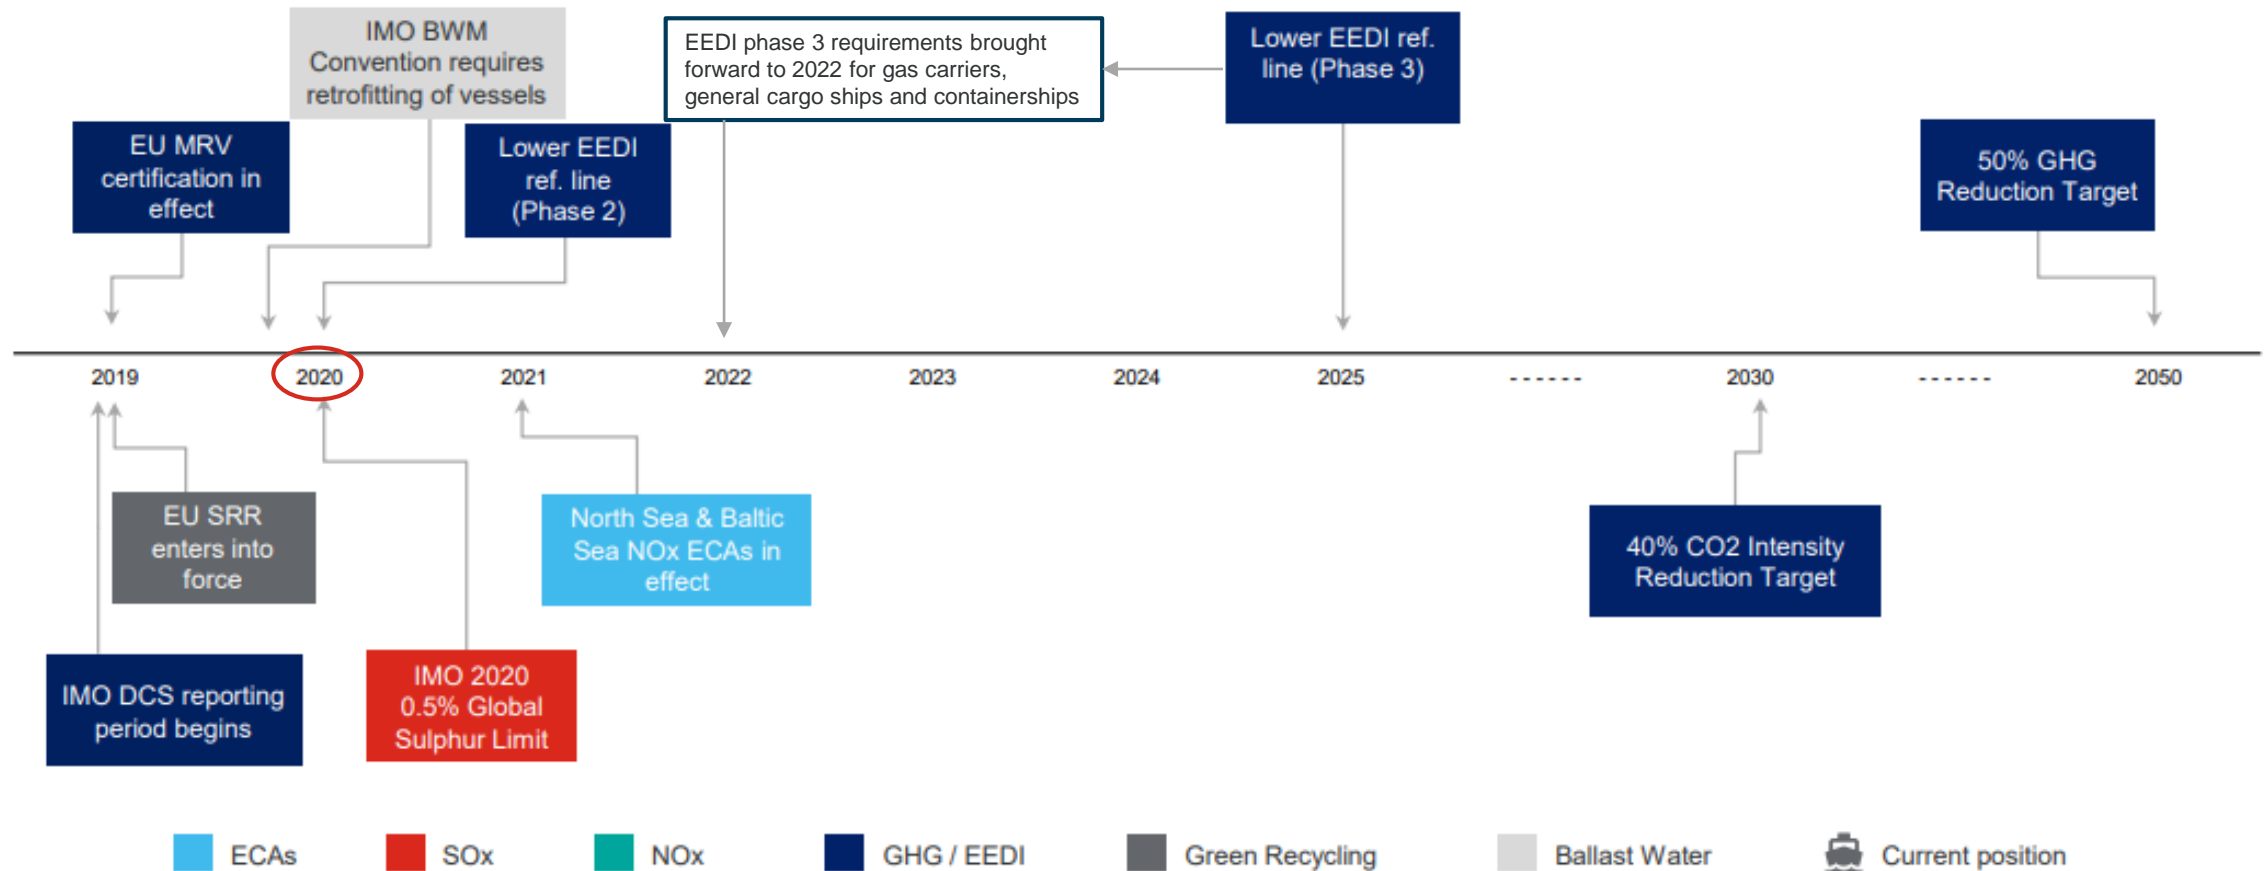 IMO BWM
Convention requires
retrofitting of vessels
EEDI phase 3 requirements brought
forward to 2022 for gas carriers,
general cargo ships and containerships
Lower EEDI ref.
line (Phase 3)
EU MRV
certification in
effect
Lower EEDI
ref. line
(Phase 2)
50% GHG
Reduction Target
2019 2020 2021 2022 2023 2024 2025 ------ 2030 ------ 2050
EU SRR
enters into
force
North Sea & Baltic
Sea NOx ECAs in
effect
40% CO2 Intensity
Reduction Target
IMO DCS reporting
period begins
IMO 2020
0.5% Global
Sulphur Limit
ECAs SOx NOx GHG / EEDI Green Recycling Ballast Water Current position